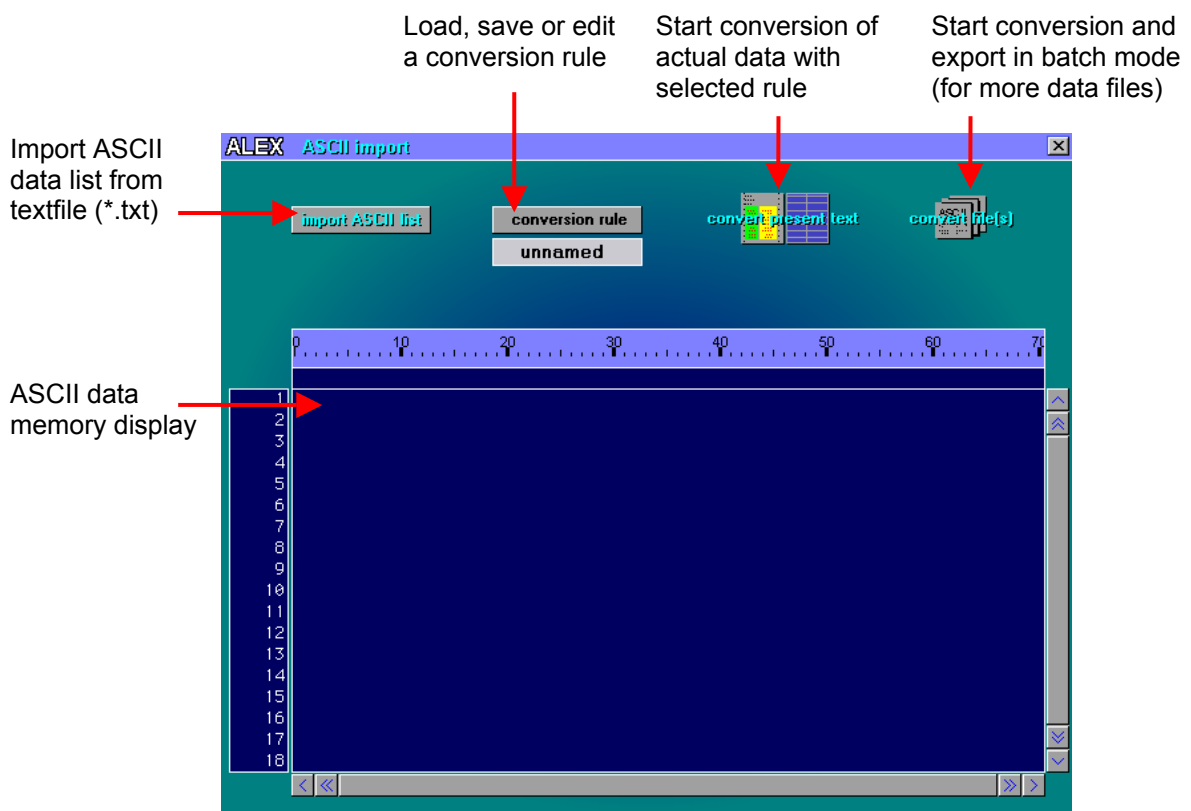 Load, save or edit
a conversion rule
Start conversion of
actual data with
selected rule
Start conversion and
export in batch mode
(for more data files)
Import ASCII
data list from
textfile (*.txt)
ALEX ASCII import
import ASCII list
conversion rule
unnamed
convert present text
ASCII
convert file(s)
0 10 20 30 40 50 60 70
ASCII data
memory display
1
2
3
4
5
6
7
8
9
10
11
12
13
14
15
16
17
18